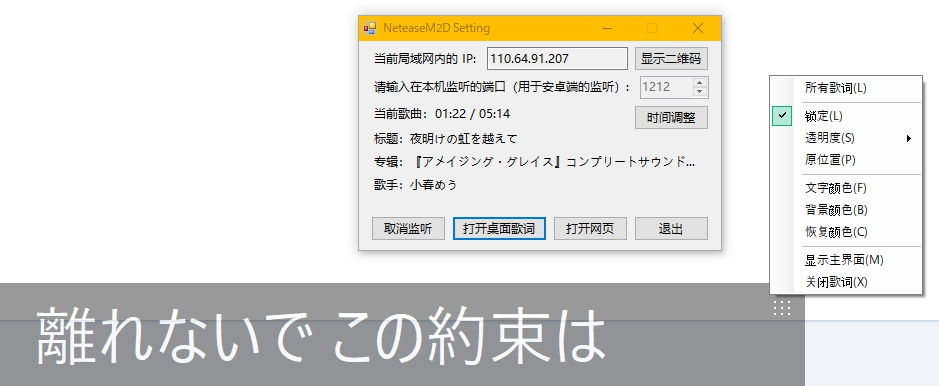 NeteaseM2D Setting
当前局域网内的 IP: 110.64.91.207 显示二维码
请输入在本机监听的端口（用于安卓端的监听）: 1212
当前歌曲: 01:22 / 05:14 时间调整
标题: 夜明けの虹を越えて
专辑: 『アメイジング・グレイス』コンプリートサウンド...
歌手: 小春めう
取消监听 打开桌面歌词 打开网页 退出
所有歌词(L)
锁定(L)
透明度(S)
原位置(P)
文字颜色(F)
背景颜色(B)
恢复颜色(C)
显示主界面(M)
关闭歌词(X)
離れないで この約束は